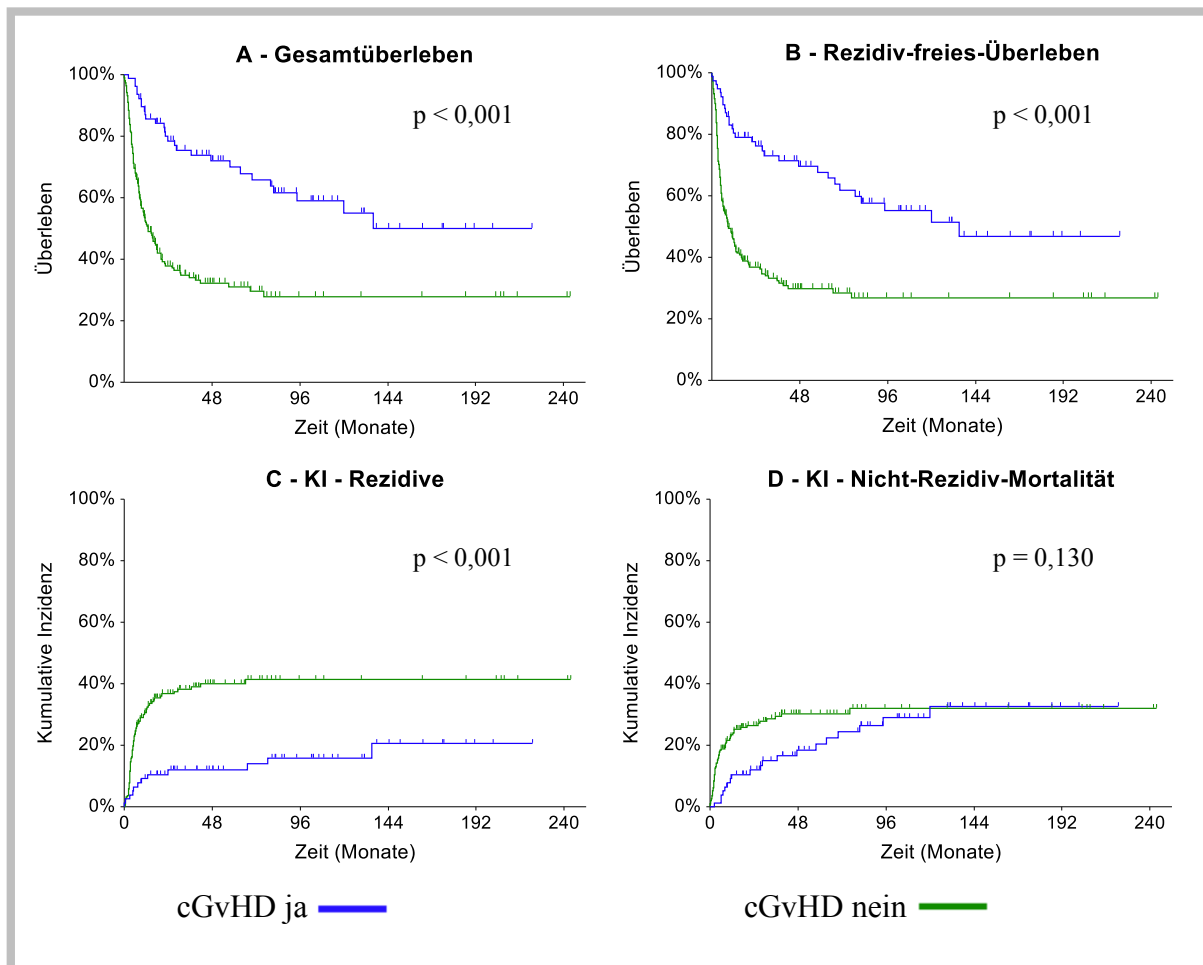 A - Gesamtüberleben
100%
80%
60%
40%
20%
0%
Überleben
p < 0,001
48
96
144
192
240
Zeit (Monate)
B - Rezidiv-freies-Überleben
100%
80%
60%
40%
20%
0%
Überleben
p < 0,001
48
96
144
192
240
Zeit (Monate)
C - KI - Rezidive
100%
80%
60%
40%
20%
0%
Kumulative Inzidenz
p < 0,001
0
48
96
144
192
240
Zeit (Monate)
D - KI - Nicht-Rezidiv-Mortalität
100%
80%
60%
40%
20%
0%
Kumulative Inzidenz
p = 0,130
0
48
96
144
192
240
Zeit (Monate)
cGvHD ja
cGvHD nein